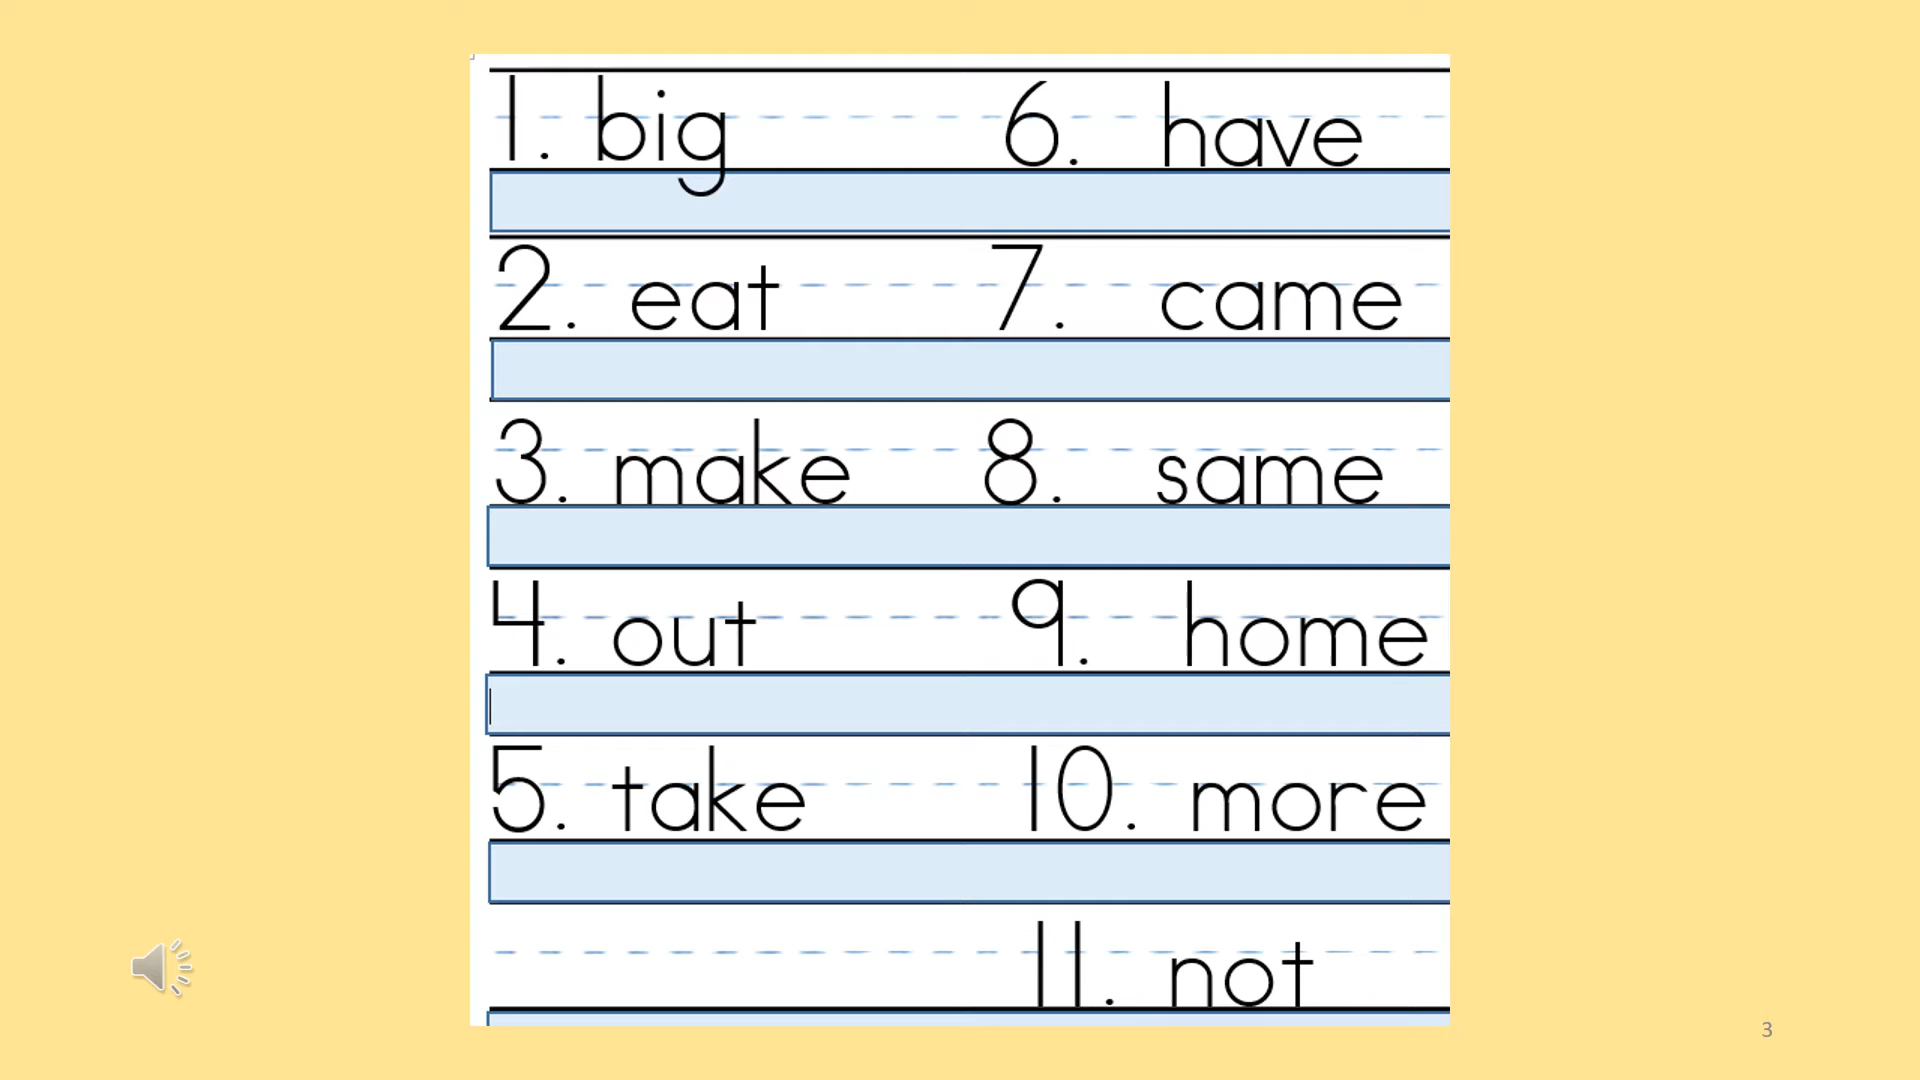 1. big 6. have
2. eat 7. came
3. make 8. same
4. out 9. home
5. take 10. more
11. not
3